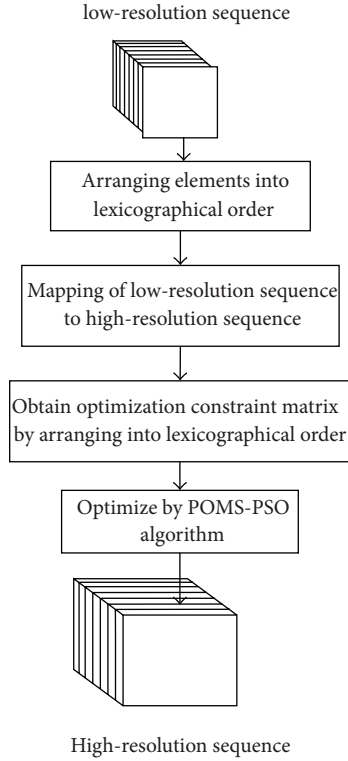 low-resolution sequence
Arranging elements into
lexicographical order
Mapping of low-resolution sequence
to high-resolution sequence
Obtain optimization constraint matrix
by arranging into lexicographical order
Optimize by POMS-PSO
algorithm
High-resolution sequence